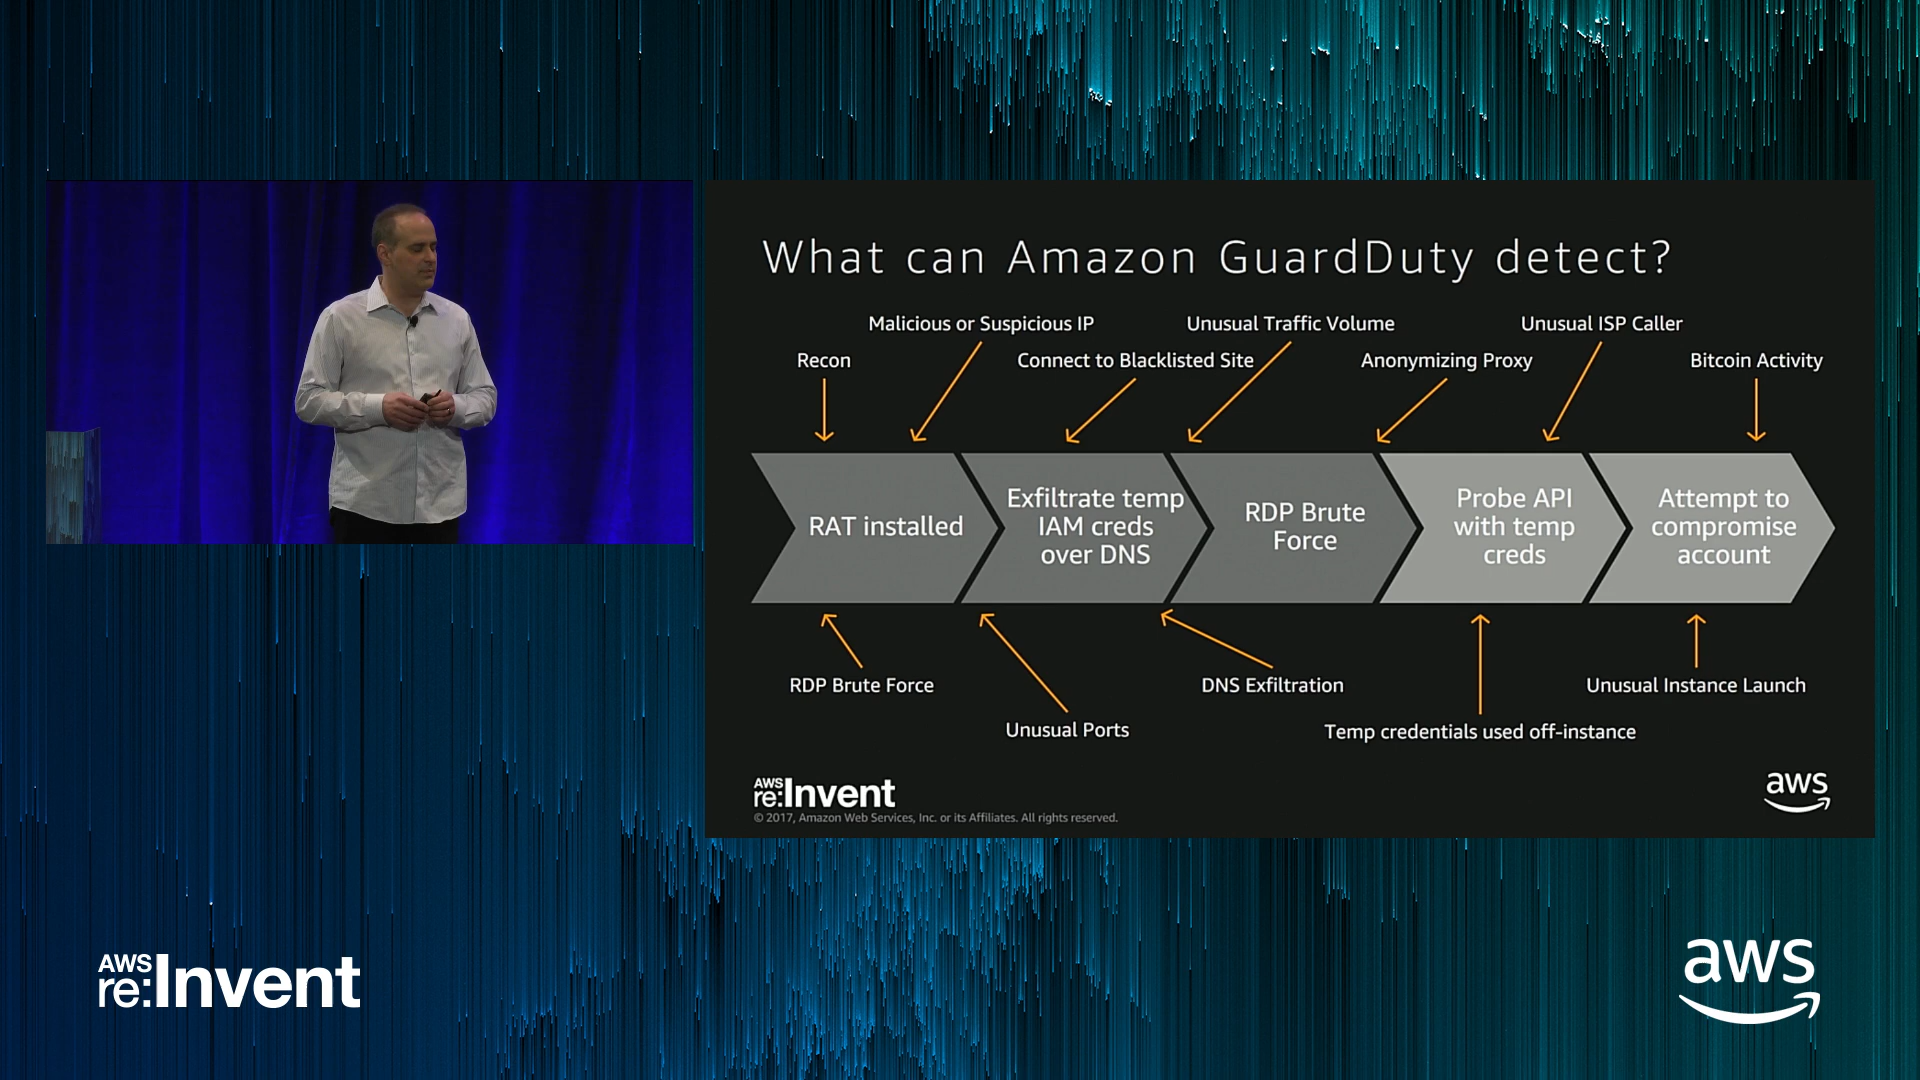 What can Amazon GuardDuty detect?
Malicious or Suspicious IP
Unusual Traffic Volume
Unusual ISP Caller
Recon
Connect to Blacklisted Site
Anonymizing Proxy
Bitcoin Activity
RAT installed
Exfiltrate temp
IAM creds
over DNS
RDP Brute
Force
Probe API
with temp
creds
Attempt to
compromise
account
RDP Brute Force
DNS Exfiltration
Unusual Instance Launch
Unusual Ports
Temp credentials used off-instance
AWS
re:Invent
© 2017, Amazon Web Services, Inc. or its Affiliates. All rights reserved.
aws
AWS
re:Invent
aws